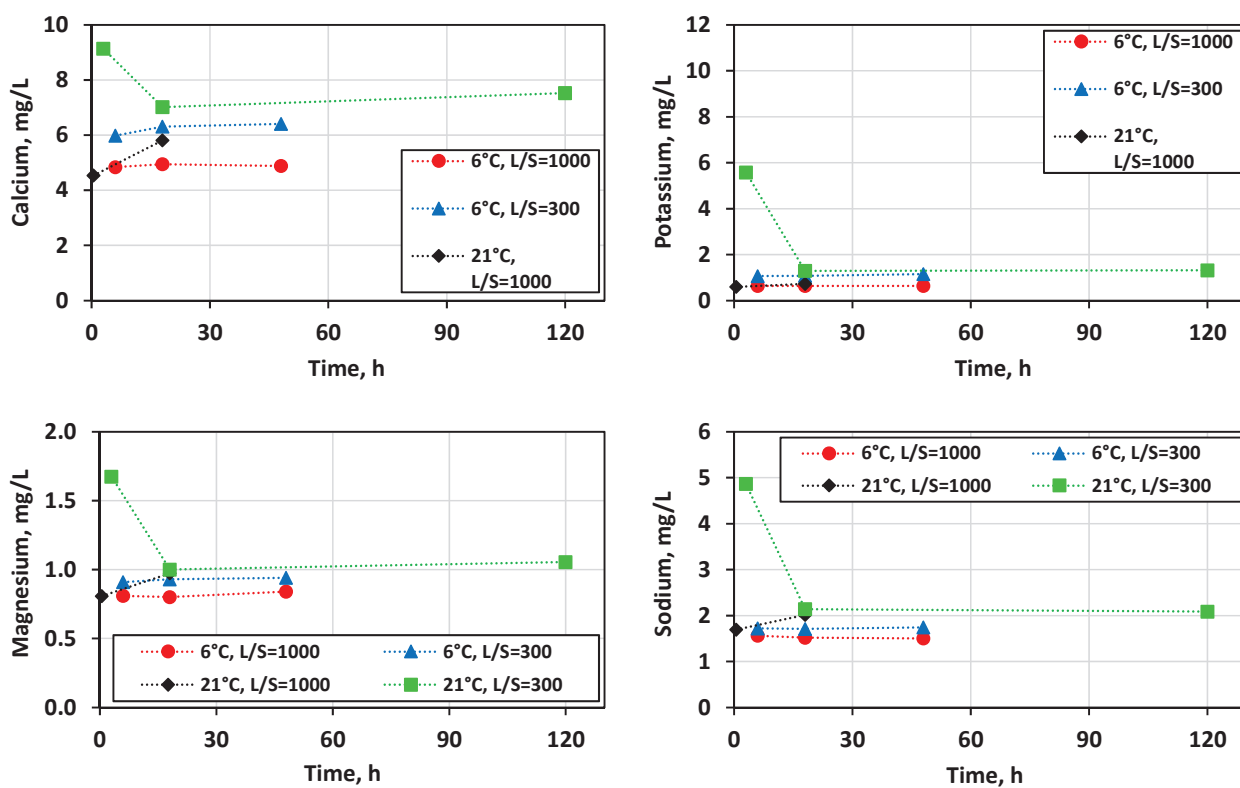 10
8
6
4
2
0
Calcium, mg/L
0 30 60 90 120
Time, h
6°C, L/S=1000
6°C, L/S=300
21°C,
L/S=1000
12
10
8
6
4
2
0
Potassium, mg/L
0 30 60 90 120
Time, h
6°C, L/S=1000
6°C, L/S=300
21°C,
L/S=1000
2.0
1.5
1.0
0.5
0.0
Magnesium, mg/L
0 30 60 90 120
Time, h
6°C, L/S=1000 6°C, L/S=300
21°C, L/S=1000 21°C, L/S=300
6
5
4
3
2
1
0
Sodium, mg/L
0 30 60 90 120
Time, h
6°C, L/S=1000 6°C, L/S=300
21°C, L/S=1000 21°C, L/S=300